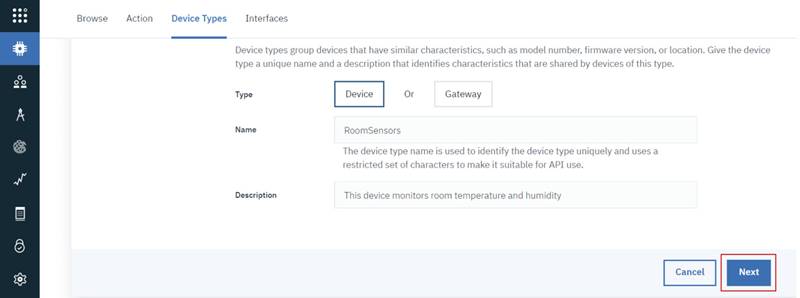 Browse Action Device Types Interfaces
Device types group devices that have similar characteristics, such as model number, firmware version, or location. Give the device
type a unique name and a description that identifies characteristics that are shared by devices of this type.
Type Device Or Gateway
Name RoomSensors
The device type name is used to identify the device type uniquely and uses a
restricted set of characters to make it suitable for API use.
Description This device monitors room temperature and humidity
Cancel Next